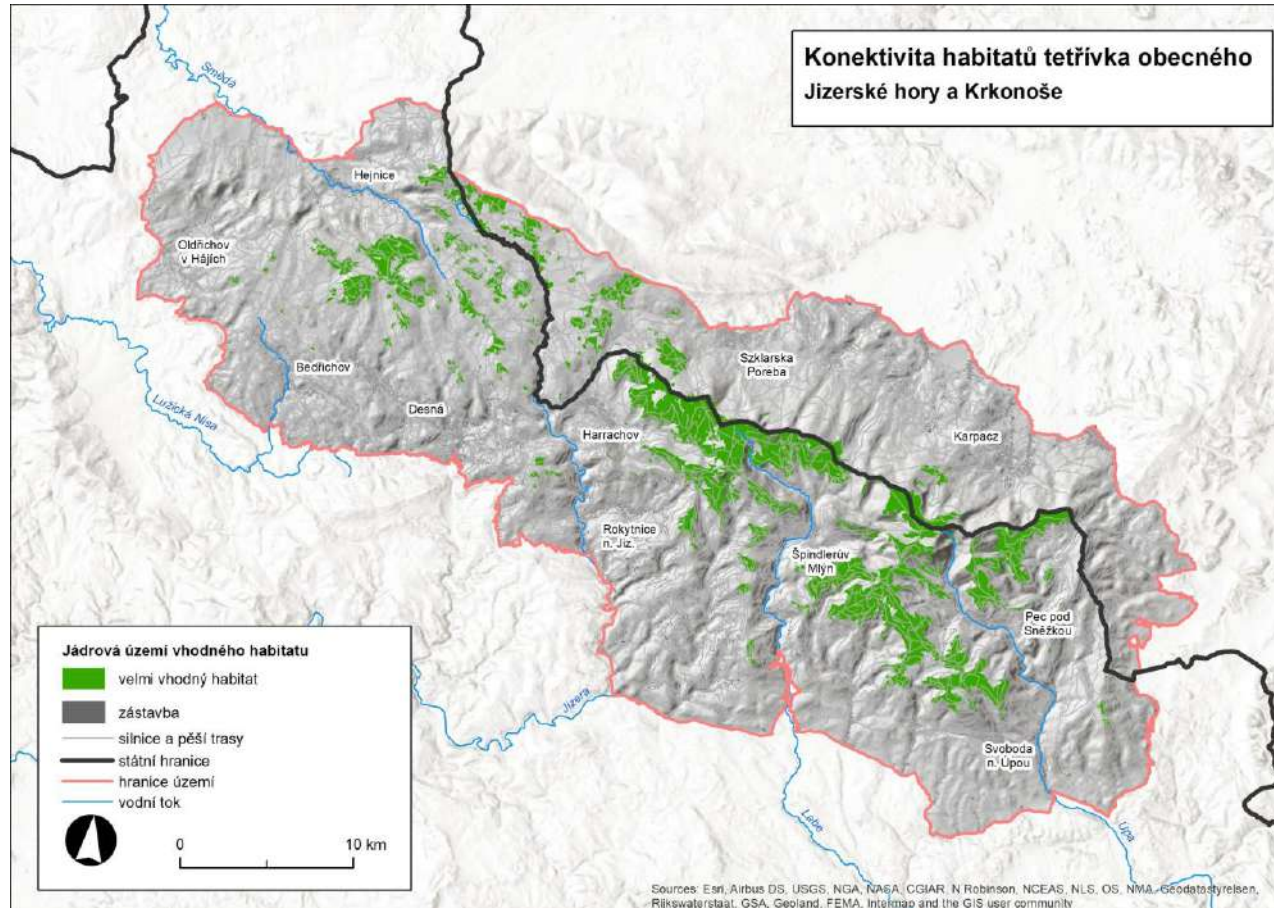 Konektivita habitatů tetřívka obecného
Jizerské hory a Krkonoše
Smědá
Hejnice
Oldřichov
v Hájích
Bedřichov
Lužická Nisa
Desná
Szklarska
Poreba
Harrachov
Karpacz
Rokytnice
n. Jiz.
Špindlerův
Mlýn
Pec pod
Sněžkou
Jizera
Svoboda
n. Úpou
Labe
Úpa
Jádrová území vhodného habitatu
velmi vhodný habitat
zástavba
silnice a pěší trasy
státní hranice
hranice území
vodní tok
0
10 km
Sources: Esri, Airbus DS, USGS, NGA, NASA, CGIAR, N Robinson, NCEAS, NLS, OS, NMA, Geodatastyrelsen,
Rijkswaterstaat, GSA, Geoland, FEMA, Intermap and the GIS user community